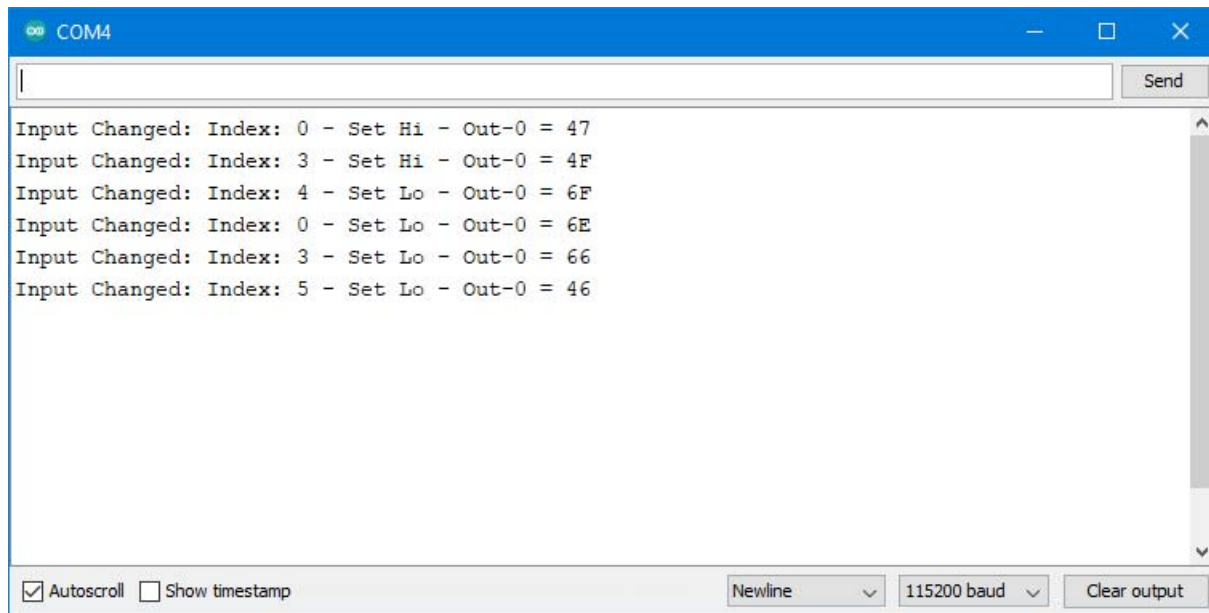 COM4
Send
Input Changed: Index: 0 - Set Hi - Out-0 = 47
Input Changed: Index: 3 - Set Hi - Out-0 = 4F
Input Changed: Index: 4 - Set Lo - Out-0 = 6F
Input Changed: Index: 0 - Set Lo - Out-0 = 6E
Input Changed: Index: 3 - Set Lo - Out-0 = 66
Input Changed: Index: 5 - Set Lo - Out-0 = 46
Autoscroll Show timestamp Newline 115200 baud Clear output